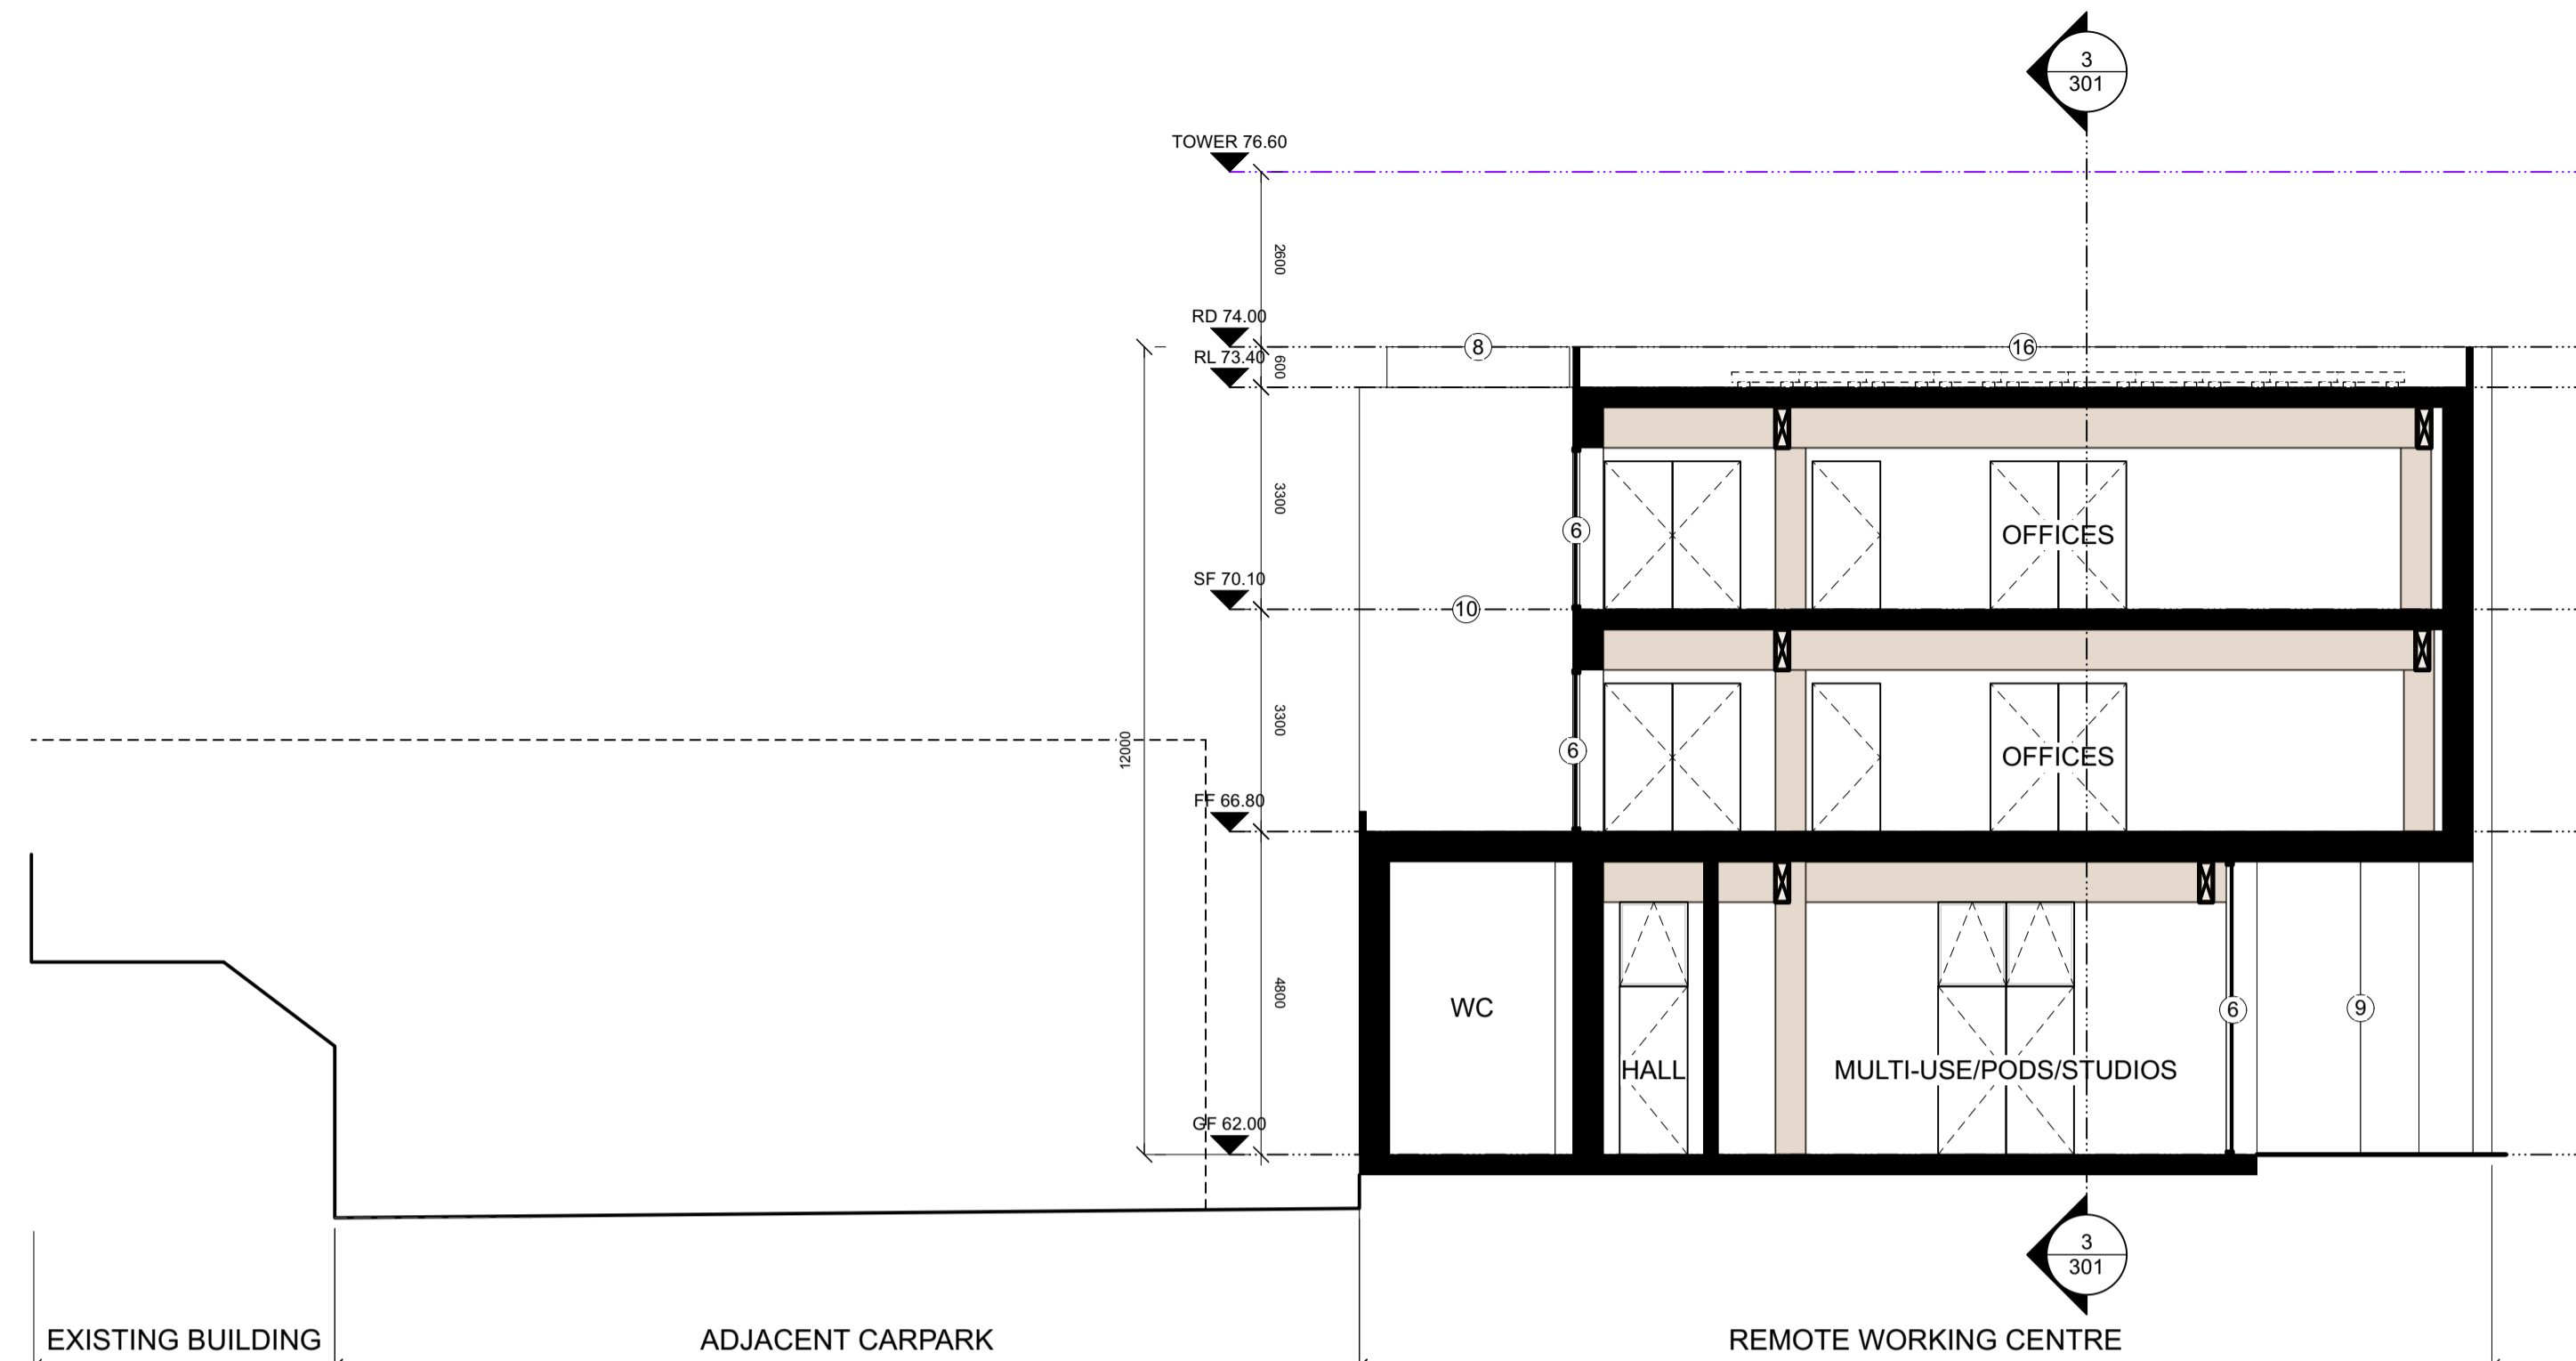 3
301
TOWER 76.60
2600
RD 74.00
RL 73.40
600
8
16
3300
6
OFFICES
SF 70.10
10
3300
12000
6
OFFICES
FF 66.80
4800
WC
6
9
HALL
MULTI-USE/PODS/STUDIOS
GF 62.00
3
301
EXISTING BUILDING
ADJACENT CARPARK
REMOTE WORKING CENTRE